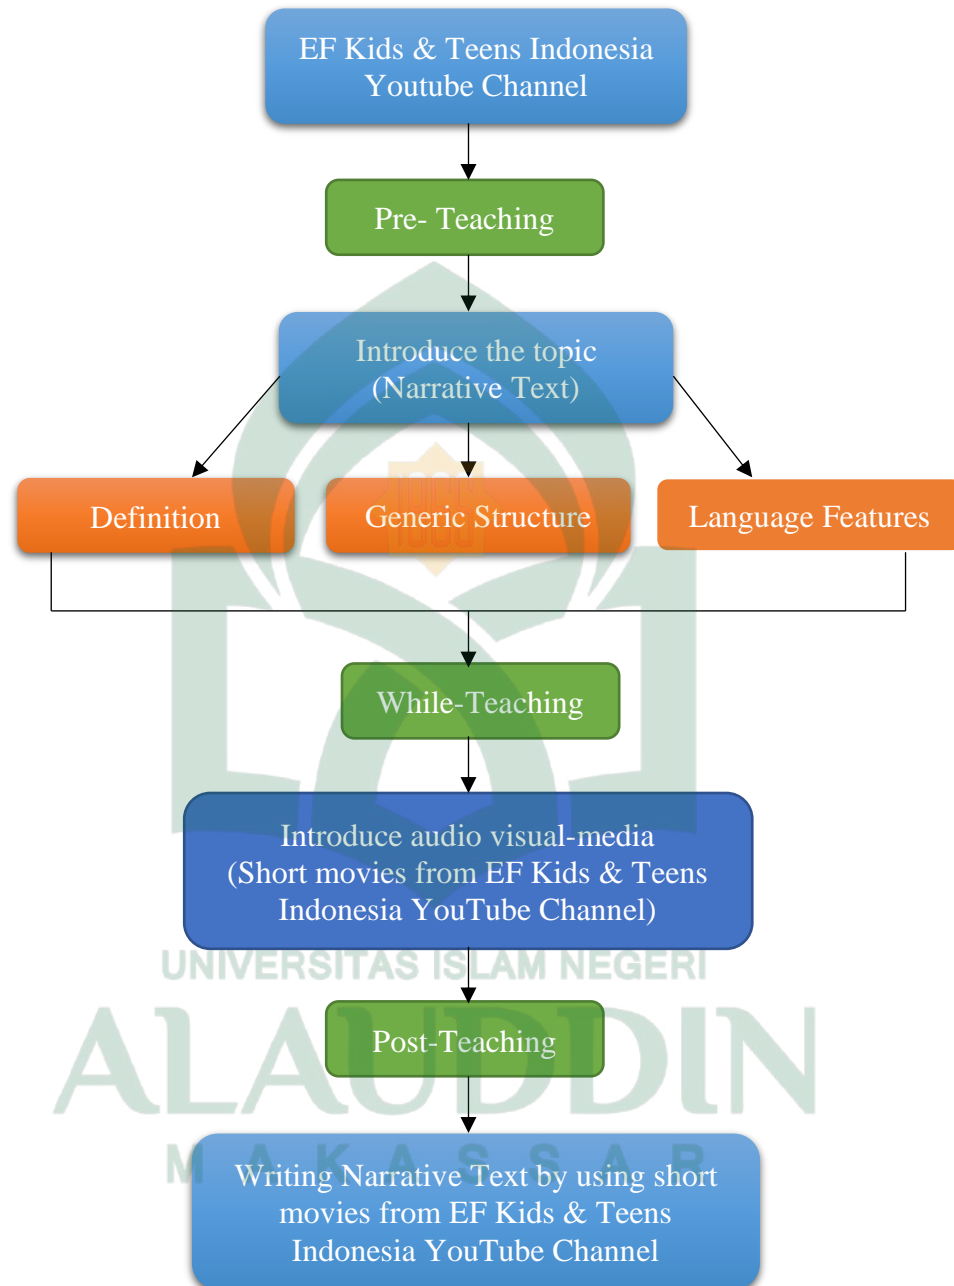 EF Kids & Teens Indonesia
Youtube Channel
Pre- Teaching
Introduce the topic
(Narrative Text)
1965
Definition
Generic Structure
Language Features
While-Teaching
Introduce audio visual-media
(Short movies from EF Kids & Teens
Indonesia YouTube Channel)
UNIVERSITAS ISLAM NEGERI
Post-Teaching
ALAUDDIN
MAKASSAR
Writing Narrative Text by using short
movies from EF Kids & Teens
Indonesia YouTube Channel